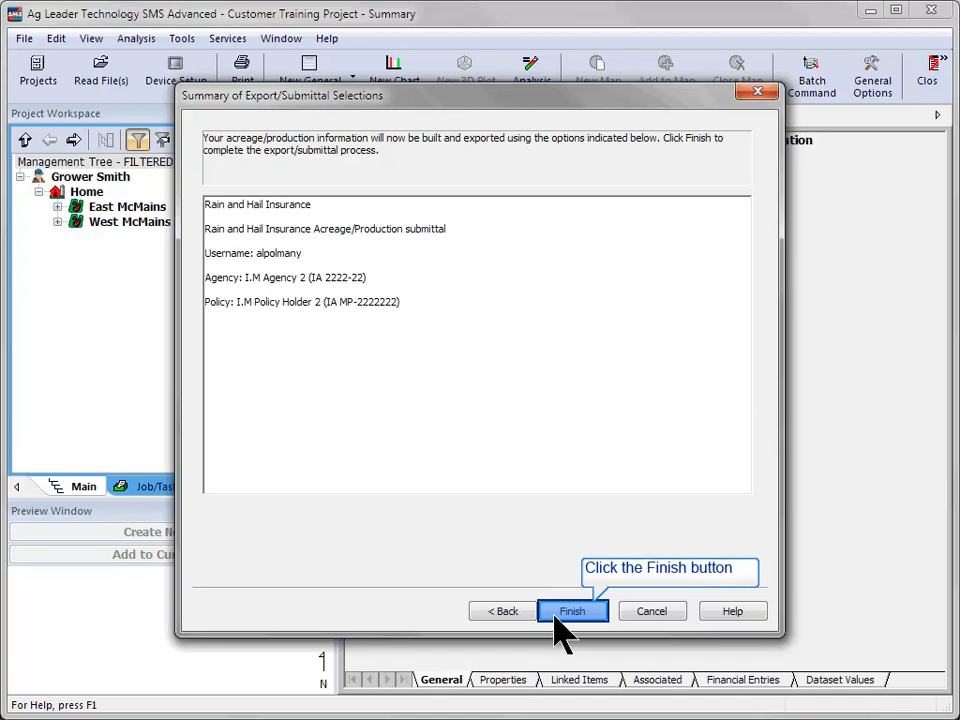 Ag Leader Technology SMS Advanced - Customer Training Project - Summary
File Edit View Analysis Tools Services Window Help
Projects Read File(s) Device Setup Print New General New Chart New 3D Plot Analysis New Map Add to Map Close Map Batch Command General Options Clos
Project Workspace
Management Tree - FILTERED
Grower Smith
Home
East McMains
West McMains
Main Job/Tas
Preview Window
Create Ne
Add to Cu
4
N
Summary of Export/Submittal Selections
Your acreage/production information will now be built and exported using the options indicated below. Click Finish to
complete the export/submittal process.
Rain and Hail Insurance
Rain and Hail Insurance Acreage/Production submittal
Username: alpolmany
Agency: I.M Agency 2 (IA 2222-22)
Policy: I.M Policy Holder 2 (IA MP-2222222)
Click the Finish button
< Back Finish Cancel Help
General Properties Linked Items Associated Financial Entries Dataset Values
For Help, press F1